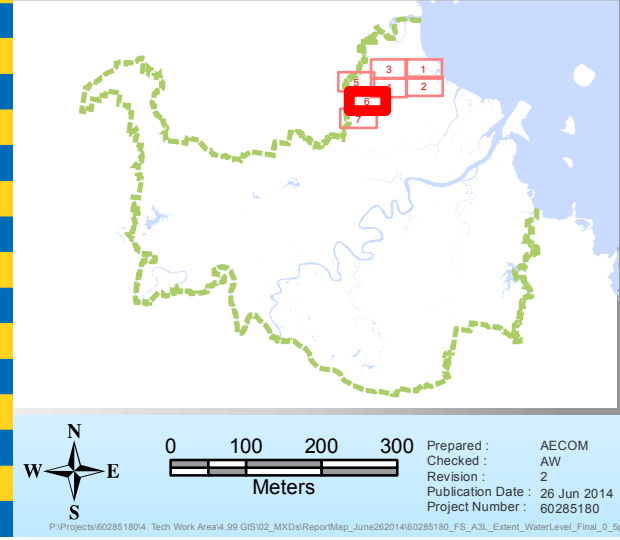 3 1
5 4 2
6
7
N
W E
S
0 100 200 300
Meters
Prepared : AECOM
Checked : AW
Revision : 2
Publication Date : 26 Jun 2014
Project Number : 60285180
P:\Projects\60285180\4. Tech Work Area\4.99 GIS\02_MXDs\ReportMap_June262014\60285180_FS_A3L_Extent_WaterLevel_Final_0_5p